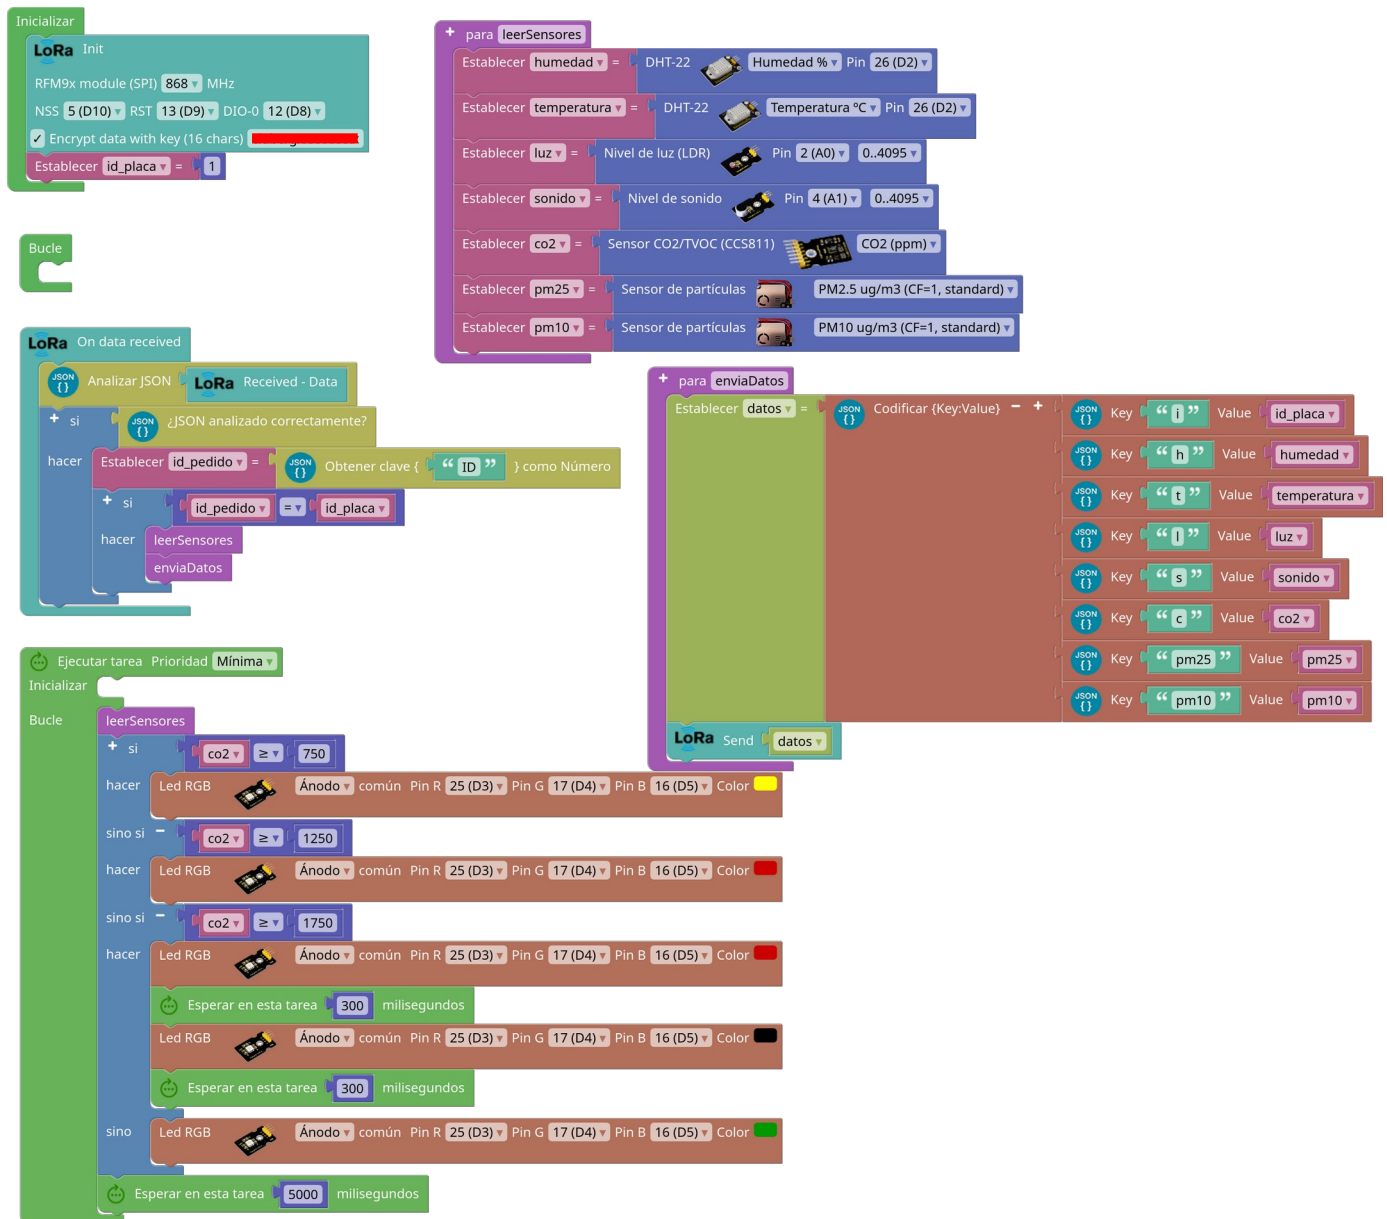 Inicializar
LoRa Init
RFM9x module (SPI) 868 MHz
NSS 5 (D10) RST 13 (D9) DIO-0 12 (D8)
✓ Encrypt data with key (16 chars)
Establecer id_placa = 1
Bucle
LoRa On data received
JSON { } Analizar JSON LoRa Received - Data
+ si JSON { } ¿JSON analizado correctamente?
hacer Establecer id_pedido = JSON { } Obtener clave { “ ID ” } como Número
+ si id_pedido = id_placa
hacer leerSensores
enviaDatos
Ejecutar tarea Prioridad Mínima
Inicializar
Bucle leerSensores
+ si co2 ≥ 750
hacer Led RGB Ánodo común Pin R 25 (D3) Pin G 17 (D4) Pin B 16 (D5) Color
sino si − co2 ≥ 1250
hacer Led RGB Ánodo común Pin R 25 (D3) Pin G 17 (D4) Pin B 16 (D5) Color
sino si − co2 ≥ 1750
hacer Led RGB Ánodo común Pin R 25 (D3) Pin G 17 (D4) Pin B 16 (D5) Color
Esperar en esta tarea 300 milisegundos
Led RGB Ánodo común Pin R 25 (D3) Pin G 17 (D4) Pin B 16 (D5) Color
Esperar en esta tarea 300 milisegundos
sino Led RGB Ánodo común Pin R 25 (D3) Pin G 17 (D4) Pin B 16 (D5) Color
Esperar en esta tarea 5000 milisegundos
+ para leerSensores
Establecer humedad = DHT-22 Humedad % Pin 26 (D2)
Establecer temperatura = DHT-22 Temperatura ºC Pin 26 (D2)
Establecer luz = Nivel de luz (LDR) Pin 2 (A0) 0..4095
Establecer sonido = Nivel de sonido Pin 4 (A1) 0..4095
Establecer co2 = Sensor CO2/TVOC (CCS811) CO2 (ppm)
Establecer pm25 = Sensor de partículas PM2.5 ug/m3 (CF=1, standard)
Establecer pm10 = Sensor de partículas PM10 ug/m3 (CF=1, standard)
+ para enviaDatos
Establecer datos = JSON { } Codificar {Key:Value} − + JSON { } Key “ i ” Value id_placa
JSON { } Key “ h ” Value humedad
JSON { } Key “ t ” Value temperatura
JSON { } Key “ l ” Value luz
JSON { } Key “ s ” Value sonido
JSON { } Key “ c ” Value co2
JSON { } Key “ pm25 ” Value pm25
JSON { } Key “ pm10 ” Value pm10
LoRa Send datos